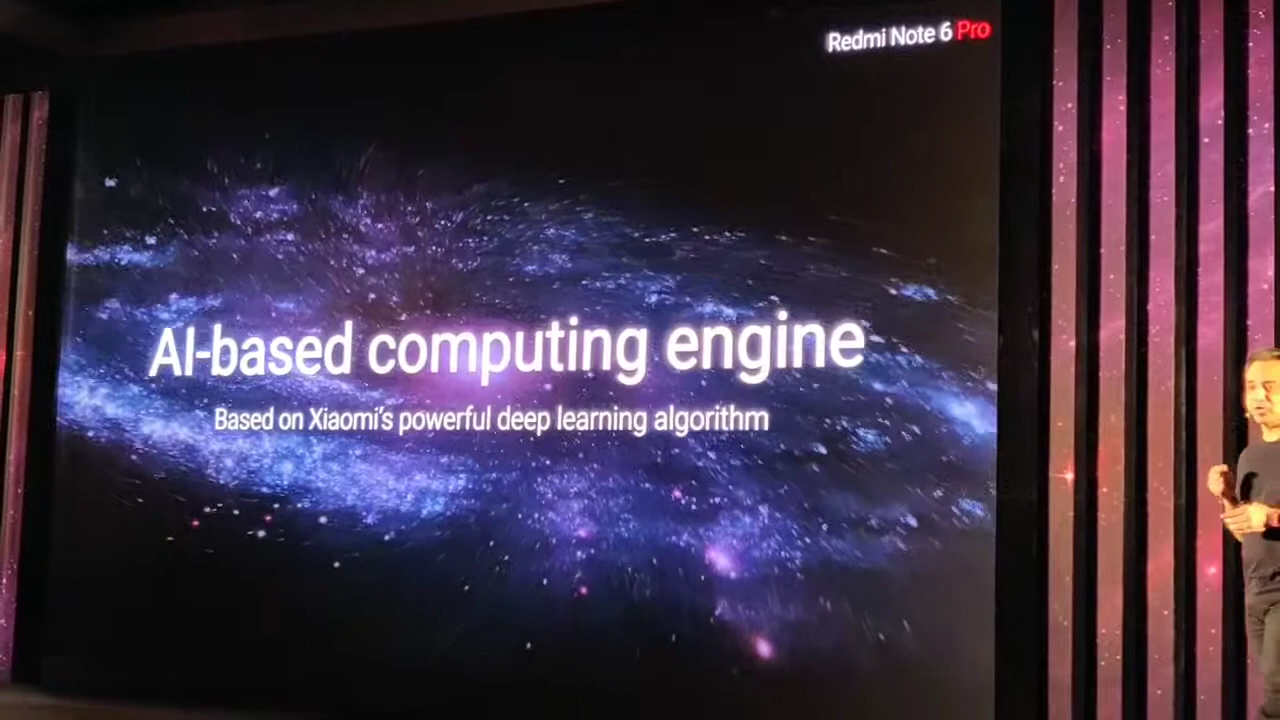 Redmi Note 6 Pro
AI-based computing engine
Based on Xiaomi's powerful deep learning algorithm